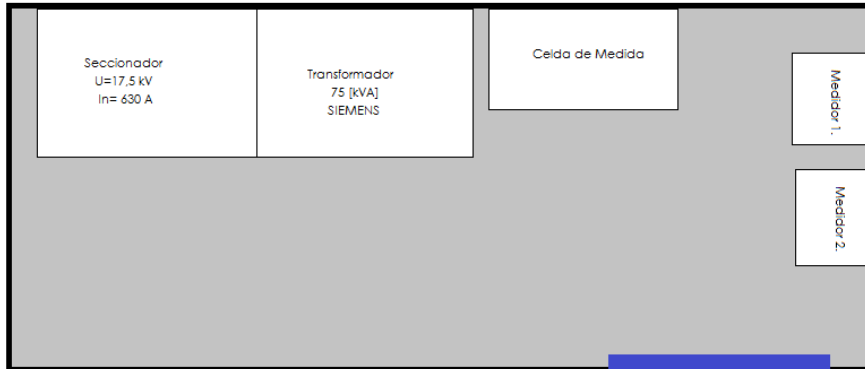 Seccionador
U=17,5 kV
In= 630 A
Transformador
75 [kVA]
SIEMENS
Celda de Medida
Medidor 1.
Medidor 2.